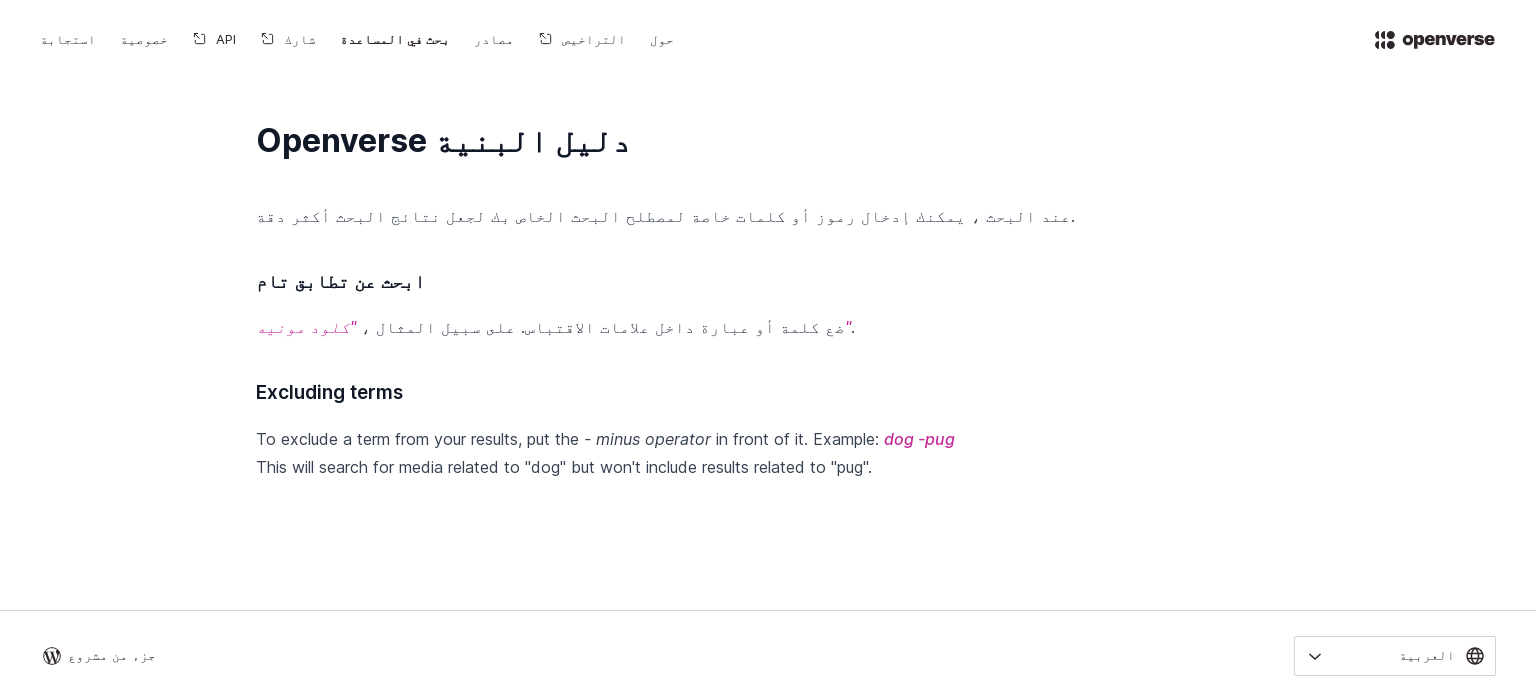 openverse
حول
التراخيص
مصادر
بحث في المساعدة
شارك
API
خصوصية
استجابة
Openverse دليل البنية
عند البحث ، يمكنك إدخال رموز أو كلمات خاصة لمصطلح البحث الخاص بك لجعل نتائج البحث أكثر دقة.
ابحث عن تطابق تام
ضع كلمة أو عبارة داخل علامات الاقتباس. على سبيل المثال ، "كلود مونيه".
Excluding terms
To exclude a term from your results, put the - minus operator in front of it. Example: dog -pug
This will search for media related to "dog" but won't include results related to "pug".
العربية
جزء من مشروع